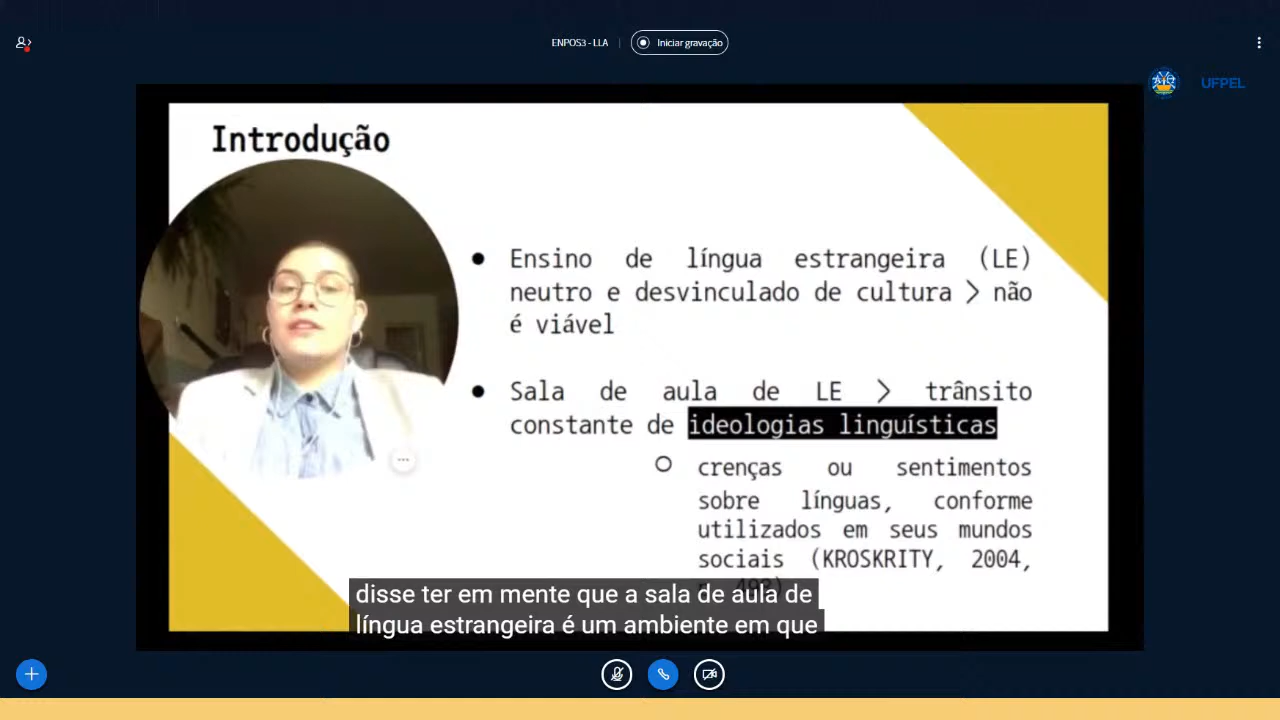 ENPOS3 - LLA
Iniciar gravação
UFPEL
Introdução
● Ensino de língua estrangeira (LE)
neutro e desvinculado de cultura > não
é viável
● Sala de aula de LE > trânsito
constante de ideologias linguísticas
○ crenças ou sentimentos
sobre línguas, conforme
utilizados em seus mundos
sociais (KROSKRITY, 2004,
disse ter em mente que a sala de aula de
língua estrangeira é um ambiente em que